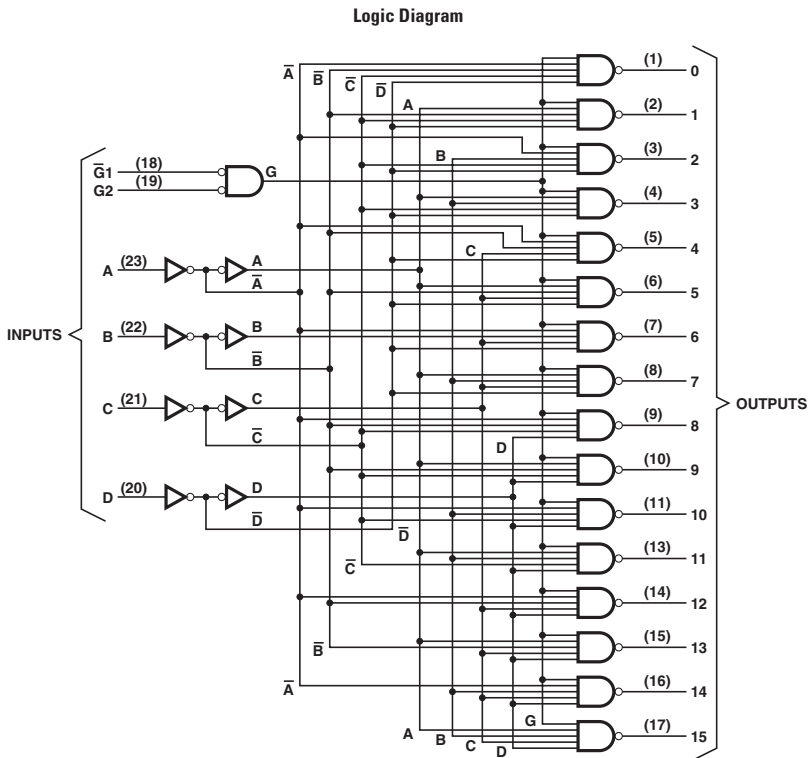 Logic Diagram
A̅
B̅
C̅
D̅
(1)
0
A
(2)
1
B
(3)
2
G̅1 (18)
G2 (19)
G
(4)
3
C
(5)
4
A (23)
A
A̅
(6)
5
INPUTS
B (22)
B
B̅
(7)
6
(8)
7
OUTPUTS
C (21)
C
C̅
(9)
8
D
(10)
9
D (20)
D
D̅
D̅
(11)
10
C̅
(13)
11
(14)
12
B̅
(15)
13
A̅
(16)
14
G
A
B
C
D
(17)
15